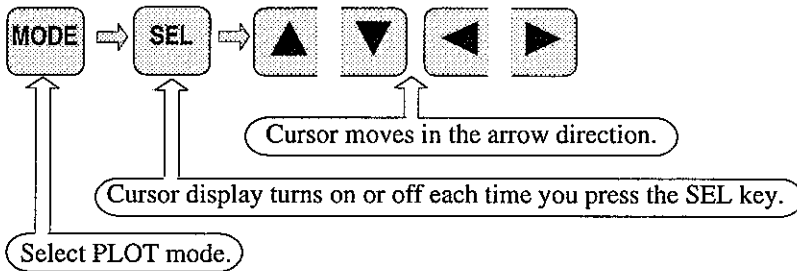 MODE SEL
Cursor moves in the arrow direction.
Cursor display turns on or off each time you press the SEL key.
Select PLOT mode.